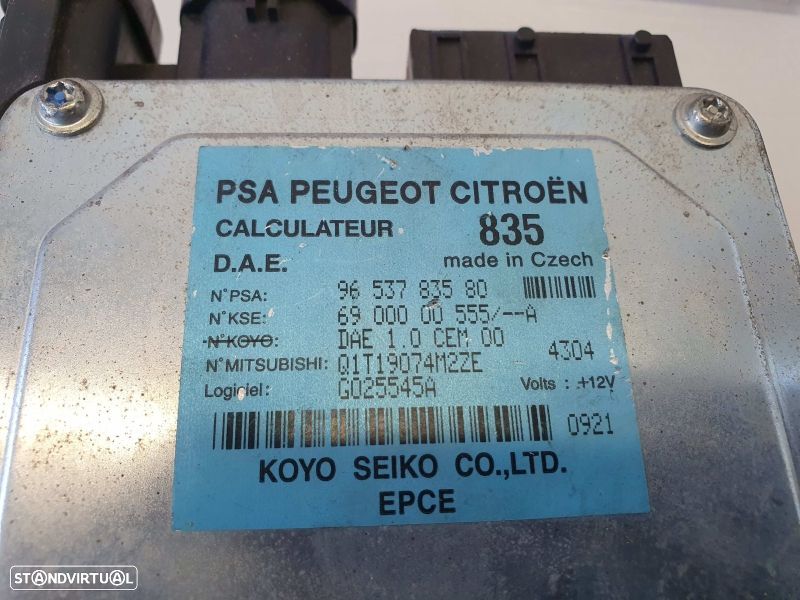 PSA PEUGEOT CITROËN
CALCULATEUR 835
D.A.E. made in Czech
N°PSA: 96 537 835 80
N°KSE: 69 000 00 555/--A
N°KOYO: DAE 1.0 CEM 00
N°MITSUBISHI: Q1T19074M2ZE 4304
Logiciel: G025545A Volts : +12V
0921
KOYO SEIKO CO.,LTD.
EPCE
STANDVIRTUAL